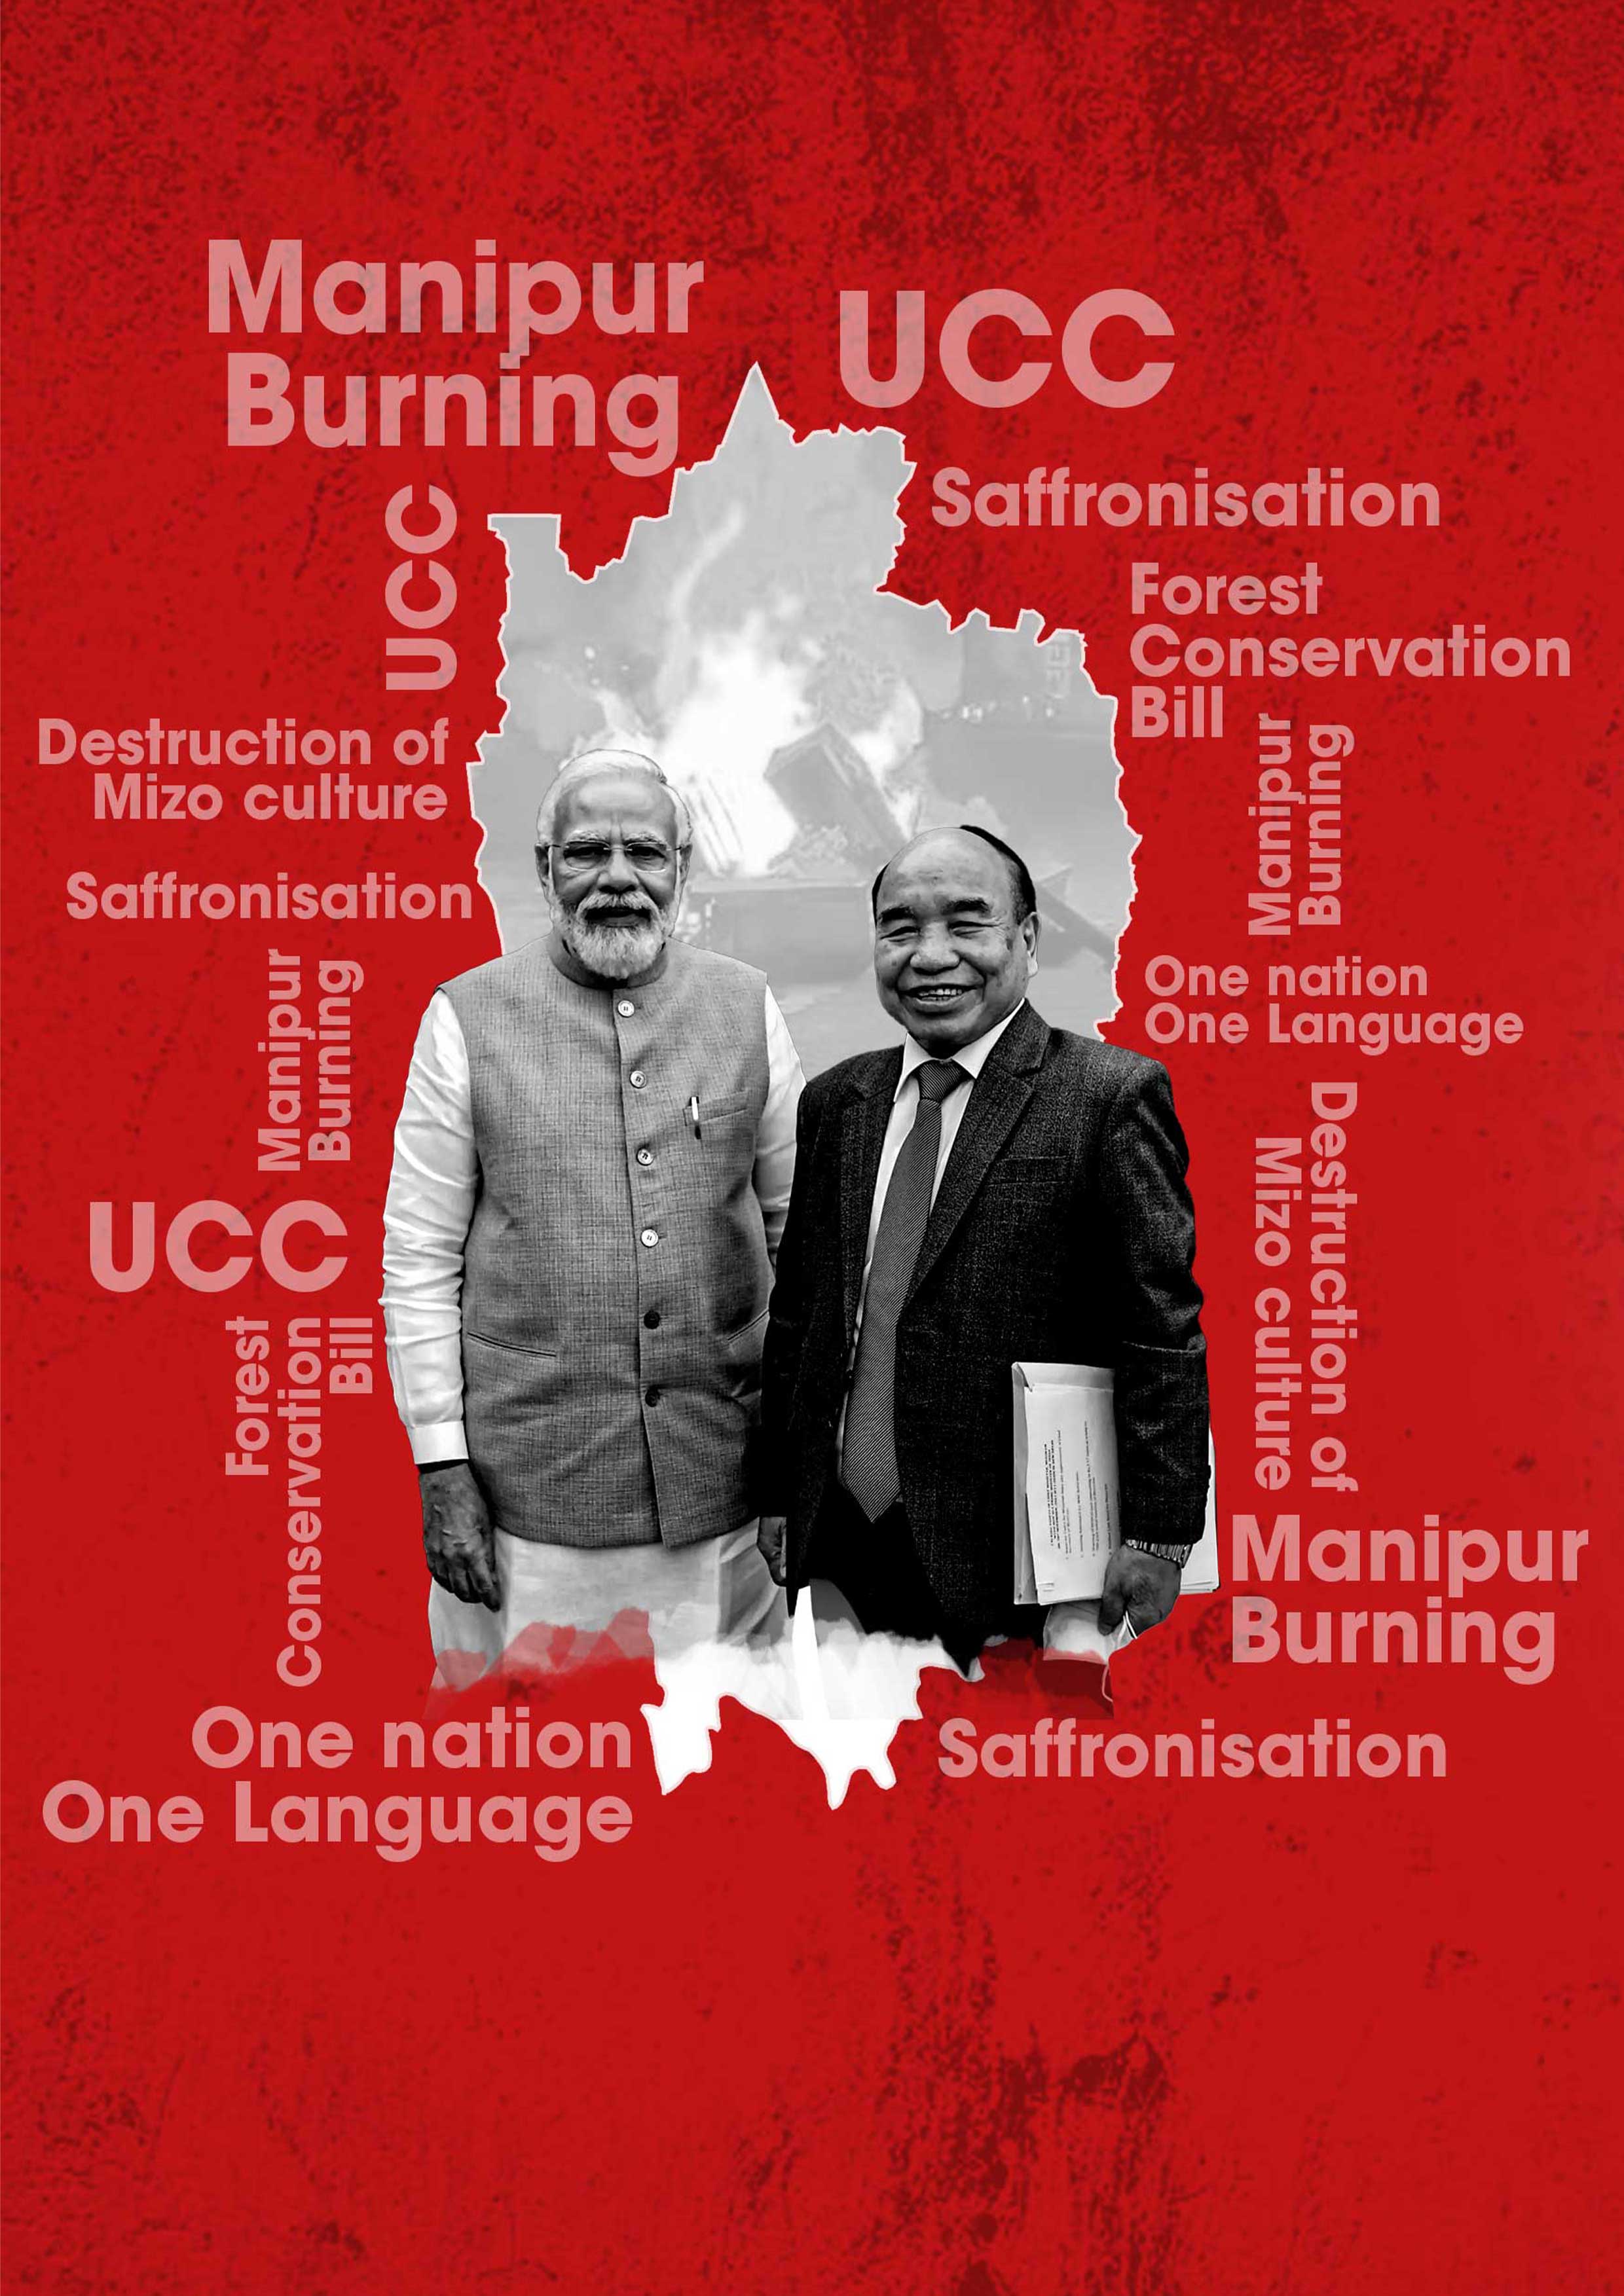 Manipur
Burning
UCC
UCC
Saffronisation
Forest
Conservation
Bill
Destruction of
Mizo culture
Manipur
Burning
Saffronisation
One nation
One Language
Manipur
Burning
Destruction of
Mizo culture
UCC
Forest
Conservation
Bill
Manipur
Burning
One nation
One Language
Saffronisation